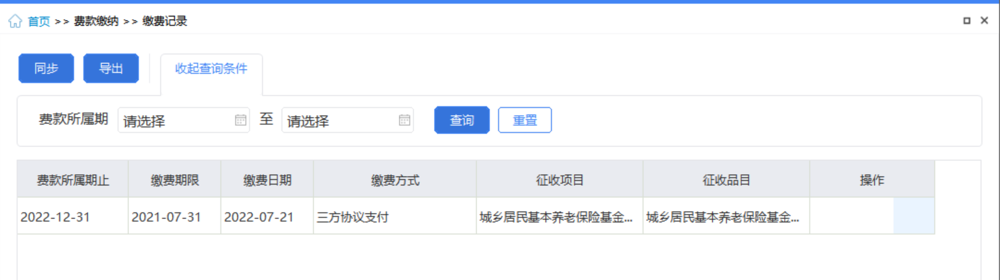 首页 >> 费款缴纳 >> 缴费记录
同步 导出 收起查询条件
费款所属期 请选择 至 请选择 查询 重置
费款所属期止 缴费期限 缴费日期 缴费方式 征收项目 征收品目 操作
2022-12-31 2021-07-31 2022-07-21 三方协议支付 城乡居民基本养老保险基金... 城乡居民基本养老保险基金...